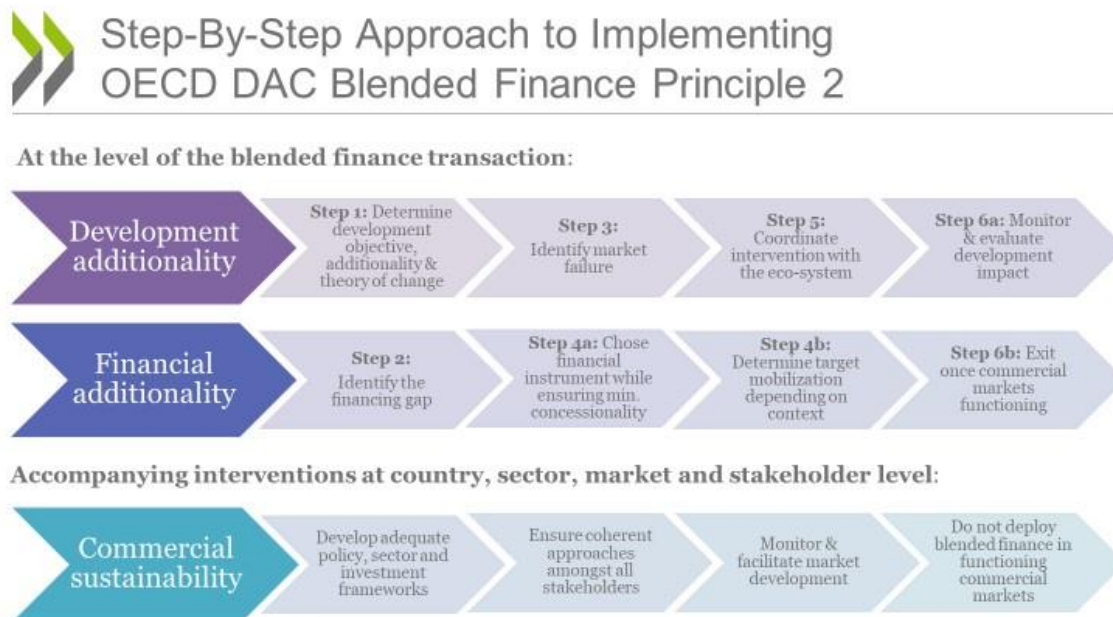 Step-By-Step Approach to Implementing
OECD DAC Blended Finance Principle 2
At the level of the blended finance transaction:
Development
additionality
Step 1: Determine
development
objective,
additionality &
theory of change
Step 3:
Identify market
failure
Step 5:
Coordinate
intervention with
the eco-system
Step 6a: Monitor
& evaluate
development
impact
Financial
additionality
Step 2:
Identify the
financing gap
Step 4a: Chose
financial
instrument while
ensuring min.
concessionality
Step 4b:
Determine target
mobilization
depending on
context
Step 6b: Exit
once commercial
markets
functioning
Accompanying interventions at country, sector, market and stakeholder level:
Commercial
sustainability
Develop adequate
policy, sector and
investment
frameworks
Ensure coherent
approaches
amongst all
stakeholders
Monitor &
facilitate market
development
Do not deploy
blended finance in
functioning
commercial
markets